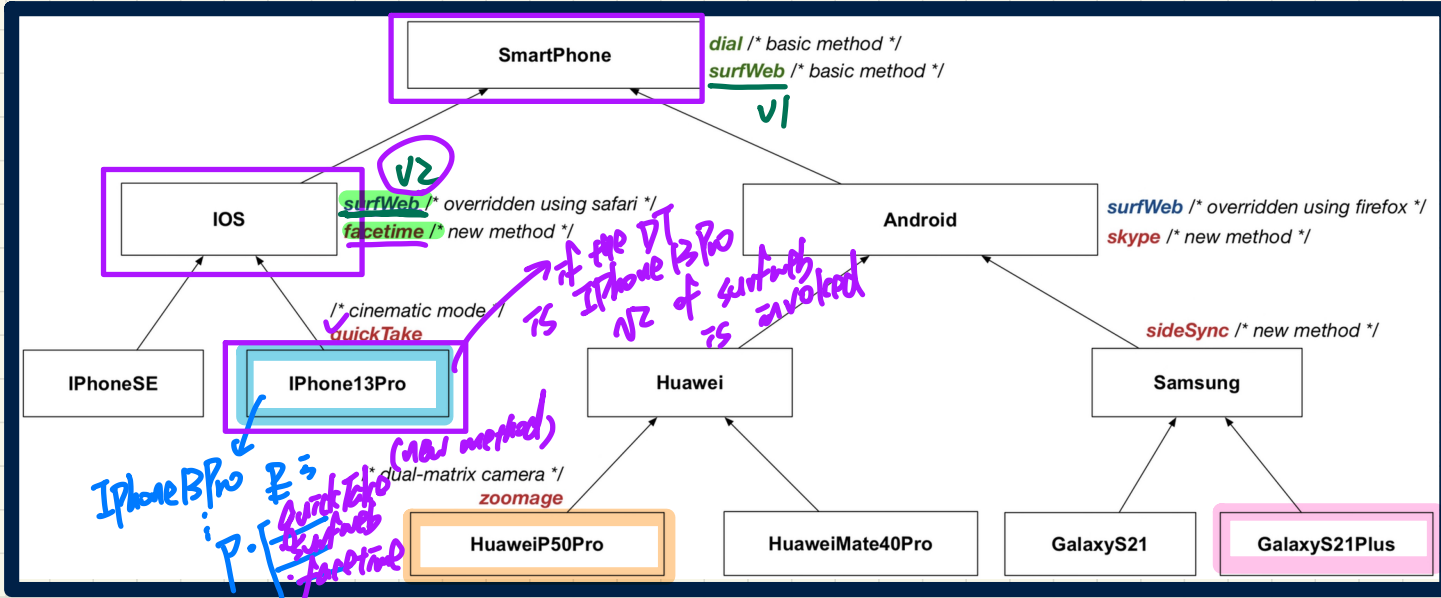 SmartPhone
dial /* basic method */
surfWeb /* basic method */
v1
v2
IOS
surfWeb /* overridden using safari */
facetime /* new method */
Android
surfWeb /* overridden using firefox */
skype /* new method */
if the DT
is IPhone13Pro
v2 of surfweb
is invoked
/* cinematic mode */
quickTake
sideSync /* new method */
IPhoneSE
IPhone13Pro
Huawei
Samsung
(new method)
/* dual-matrix camera */
zoomage
IPhone13Pro
quickTake
surfweb
facetime
P.
HuaweiP50Pro
HuaweiMate40Pro
GalaxyS21
GalaxyS21Plus